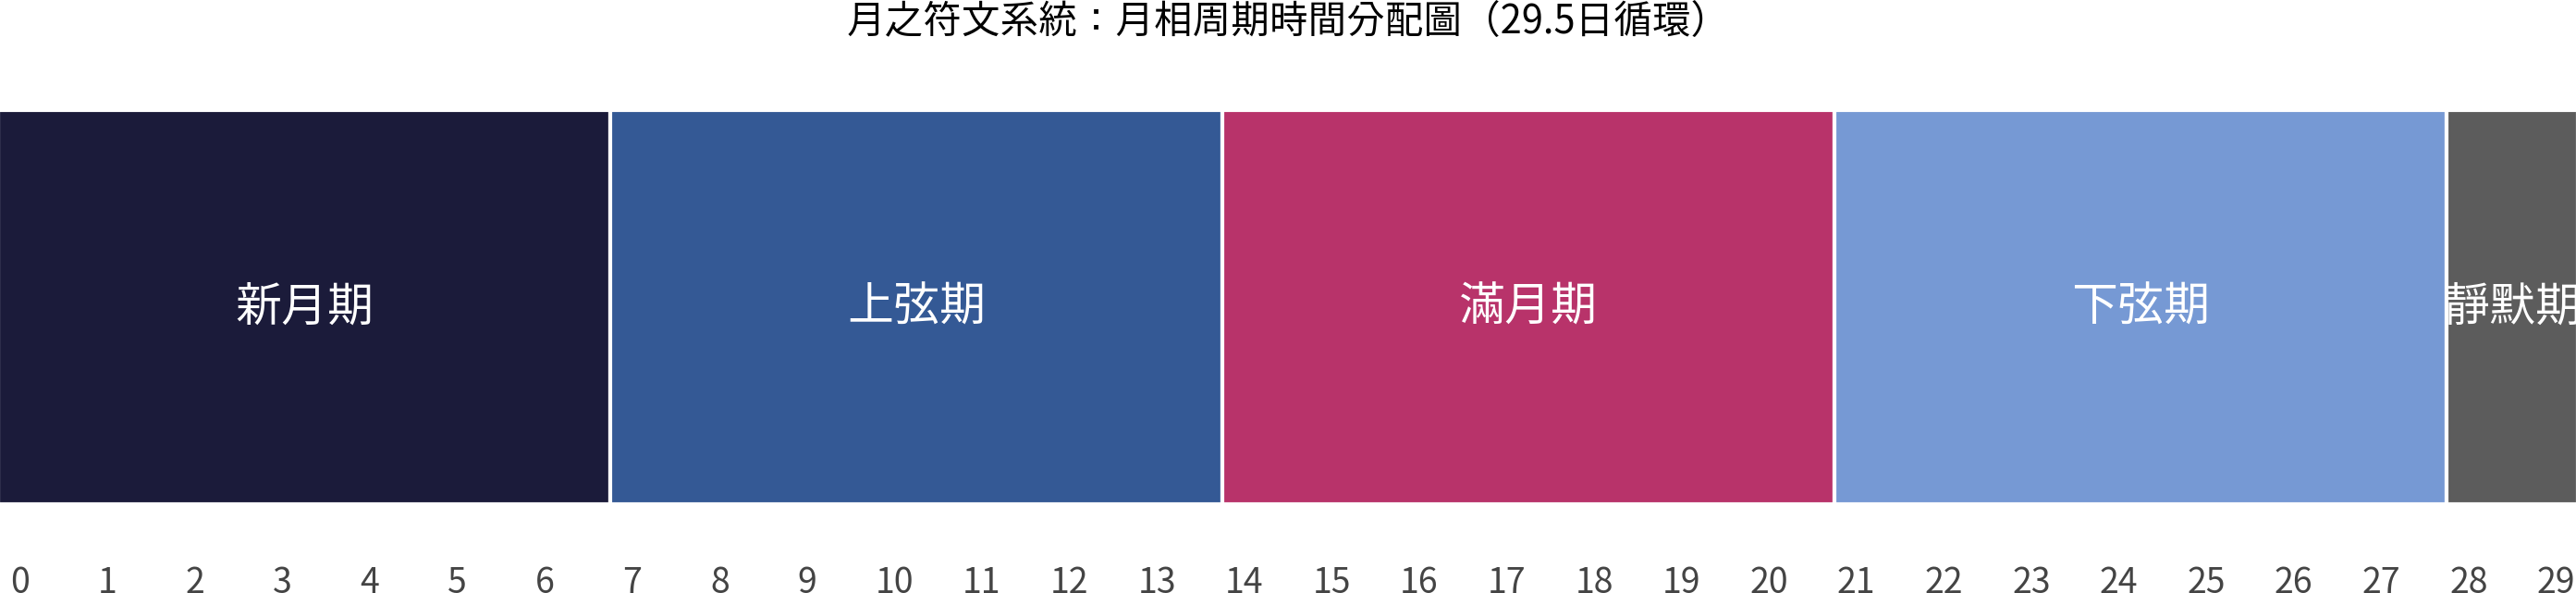 月之符文系統：月相周期時間分配圖（29.5日循環）
新月期 上弦期 滿月期 下弦期 靜默期
0 1 2 3 4 5 6 7 8 9 10 11 12 13 14 15 16 17 18 19 20 21 22 23 24 25 26 27 28 29